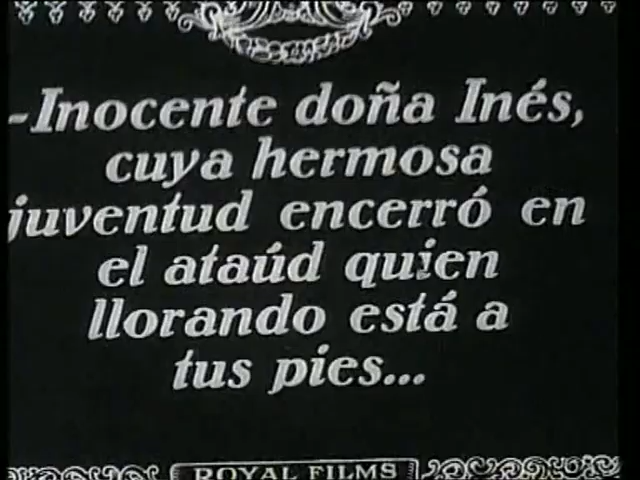 -Inocente doña Inés,
cuya hermosa
juventud encerró en
el ataúd quien
llorando está a
tus pies...
ROYAL FILMS